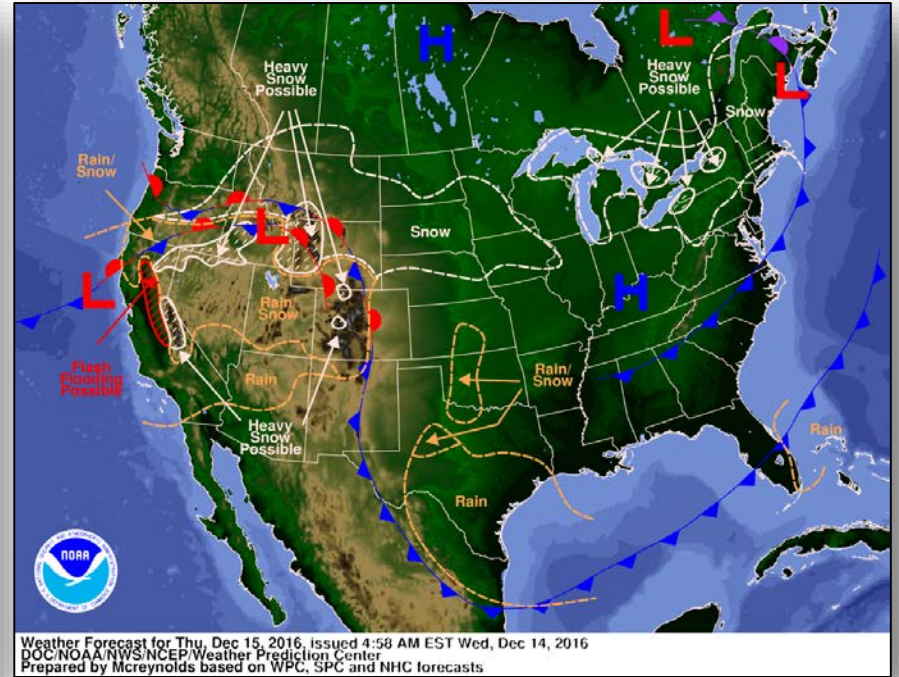 H
L
Heavy
Snow
Possible
Heavy
Snow
Possible
L
Snow
Rain/
Snow
L
Snow
L
H
Rain
Snow
Rain
Flash
Flooding
Possible
Rain/
Snow
Heavy
Snow
Possible
Rain
Rain
NOAA
Weather Forecast for Thu, Dec 15, 2016, issued 4:58 AM EST Wed, Dec 14, 2016
DOC/NOAA/NWS/NCEP/Weather Prediction Center
Prepared by Mcreynolds based on WPC, SPC and NHC forecasts